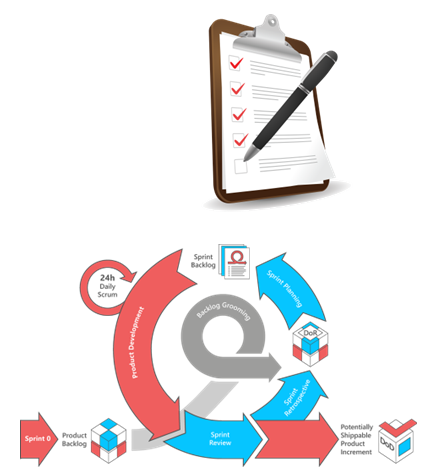 Sprint
Backlog
24h
Daily
Scrum
Sprint Planning
Backlog Grooming
Product Development
DoR
Sprint
Retrospective
Sprint 0
Product
Backlog
Sprint
Review
Potentially
Shippable
Product
Increment
DoD